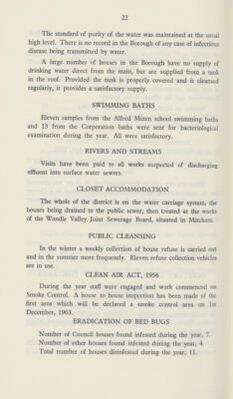 22
The standard of purity of the water was maintained at the usual
high level. There is no record in the Borough of any case of infectious
disease being transmitted by water.
A large number of houses in the Borough have no supply of
drinking water direct from the main, but are supplied from a tank
in the roof. Provided the tank is properly covered and is cleansed
regularly, it provides a satisfactory supply.
SWIMMING BATHS
Eleven samples from the Alfred Mizen school swimming baths
and 13 from the Corporation baths were sent for bacteriological
examination during the year. All were satisfactory.
RIVERS AND STREAMS
Visits have been paid to all works suspected of discharging
effluent into surface water sewers.
CLOSET ACCOMMODATION
The whole of the district is on the water carriage system, the
houses being drained to the public sewer, then treated at the works
of the Wandle Valley Joint Sewerage Board, situated in Mitcham.
PUBLIC CLEANSING
In the winter a weekly collection of house refuse is carried out
and in the summer more frequently. Eleven refuse collection vehicles
are in use.
CLEAN AIR ACT, 1956
During the year staff were engaged and work commenced on
Smoke Control. A house to house inspection has been made of the
first area which will be declared a smoke control area on 1st
December, 1963.
ERADICATION OF BED BUGS
Number of Council houses found infested during the year, 7.
Number of other houses found infested during the year, 4.
Total number of houses disinfested during the year, 11.